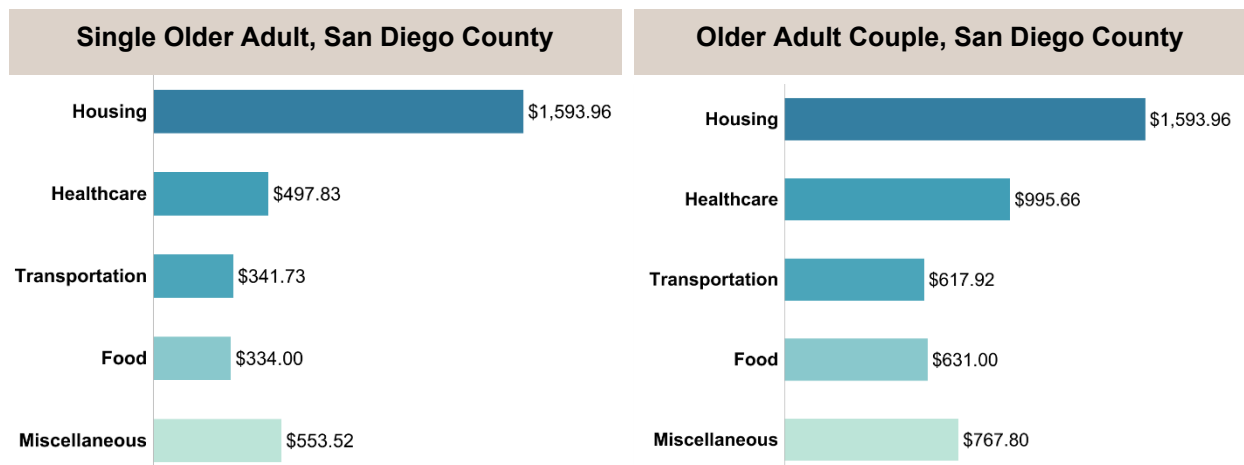 Single Older Adult, San Diego County
Housing
$1,593.96
Healthcare
$497.83
Transportation
$341.73
Food
$334.00
Miscellaneous
$553.52
Older Adult Couple, San Diego County
Housing
$1,593.96
Healthcare
$995.66
Transportation
$617.92
Food
$631.00
Miscellaneous
$767.80